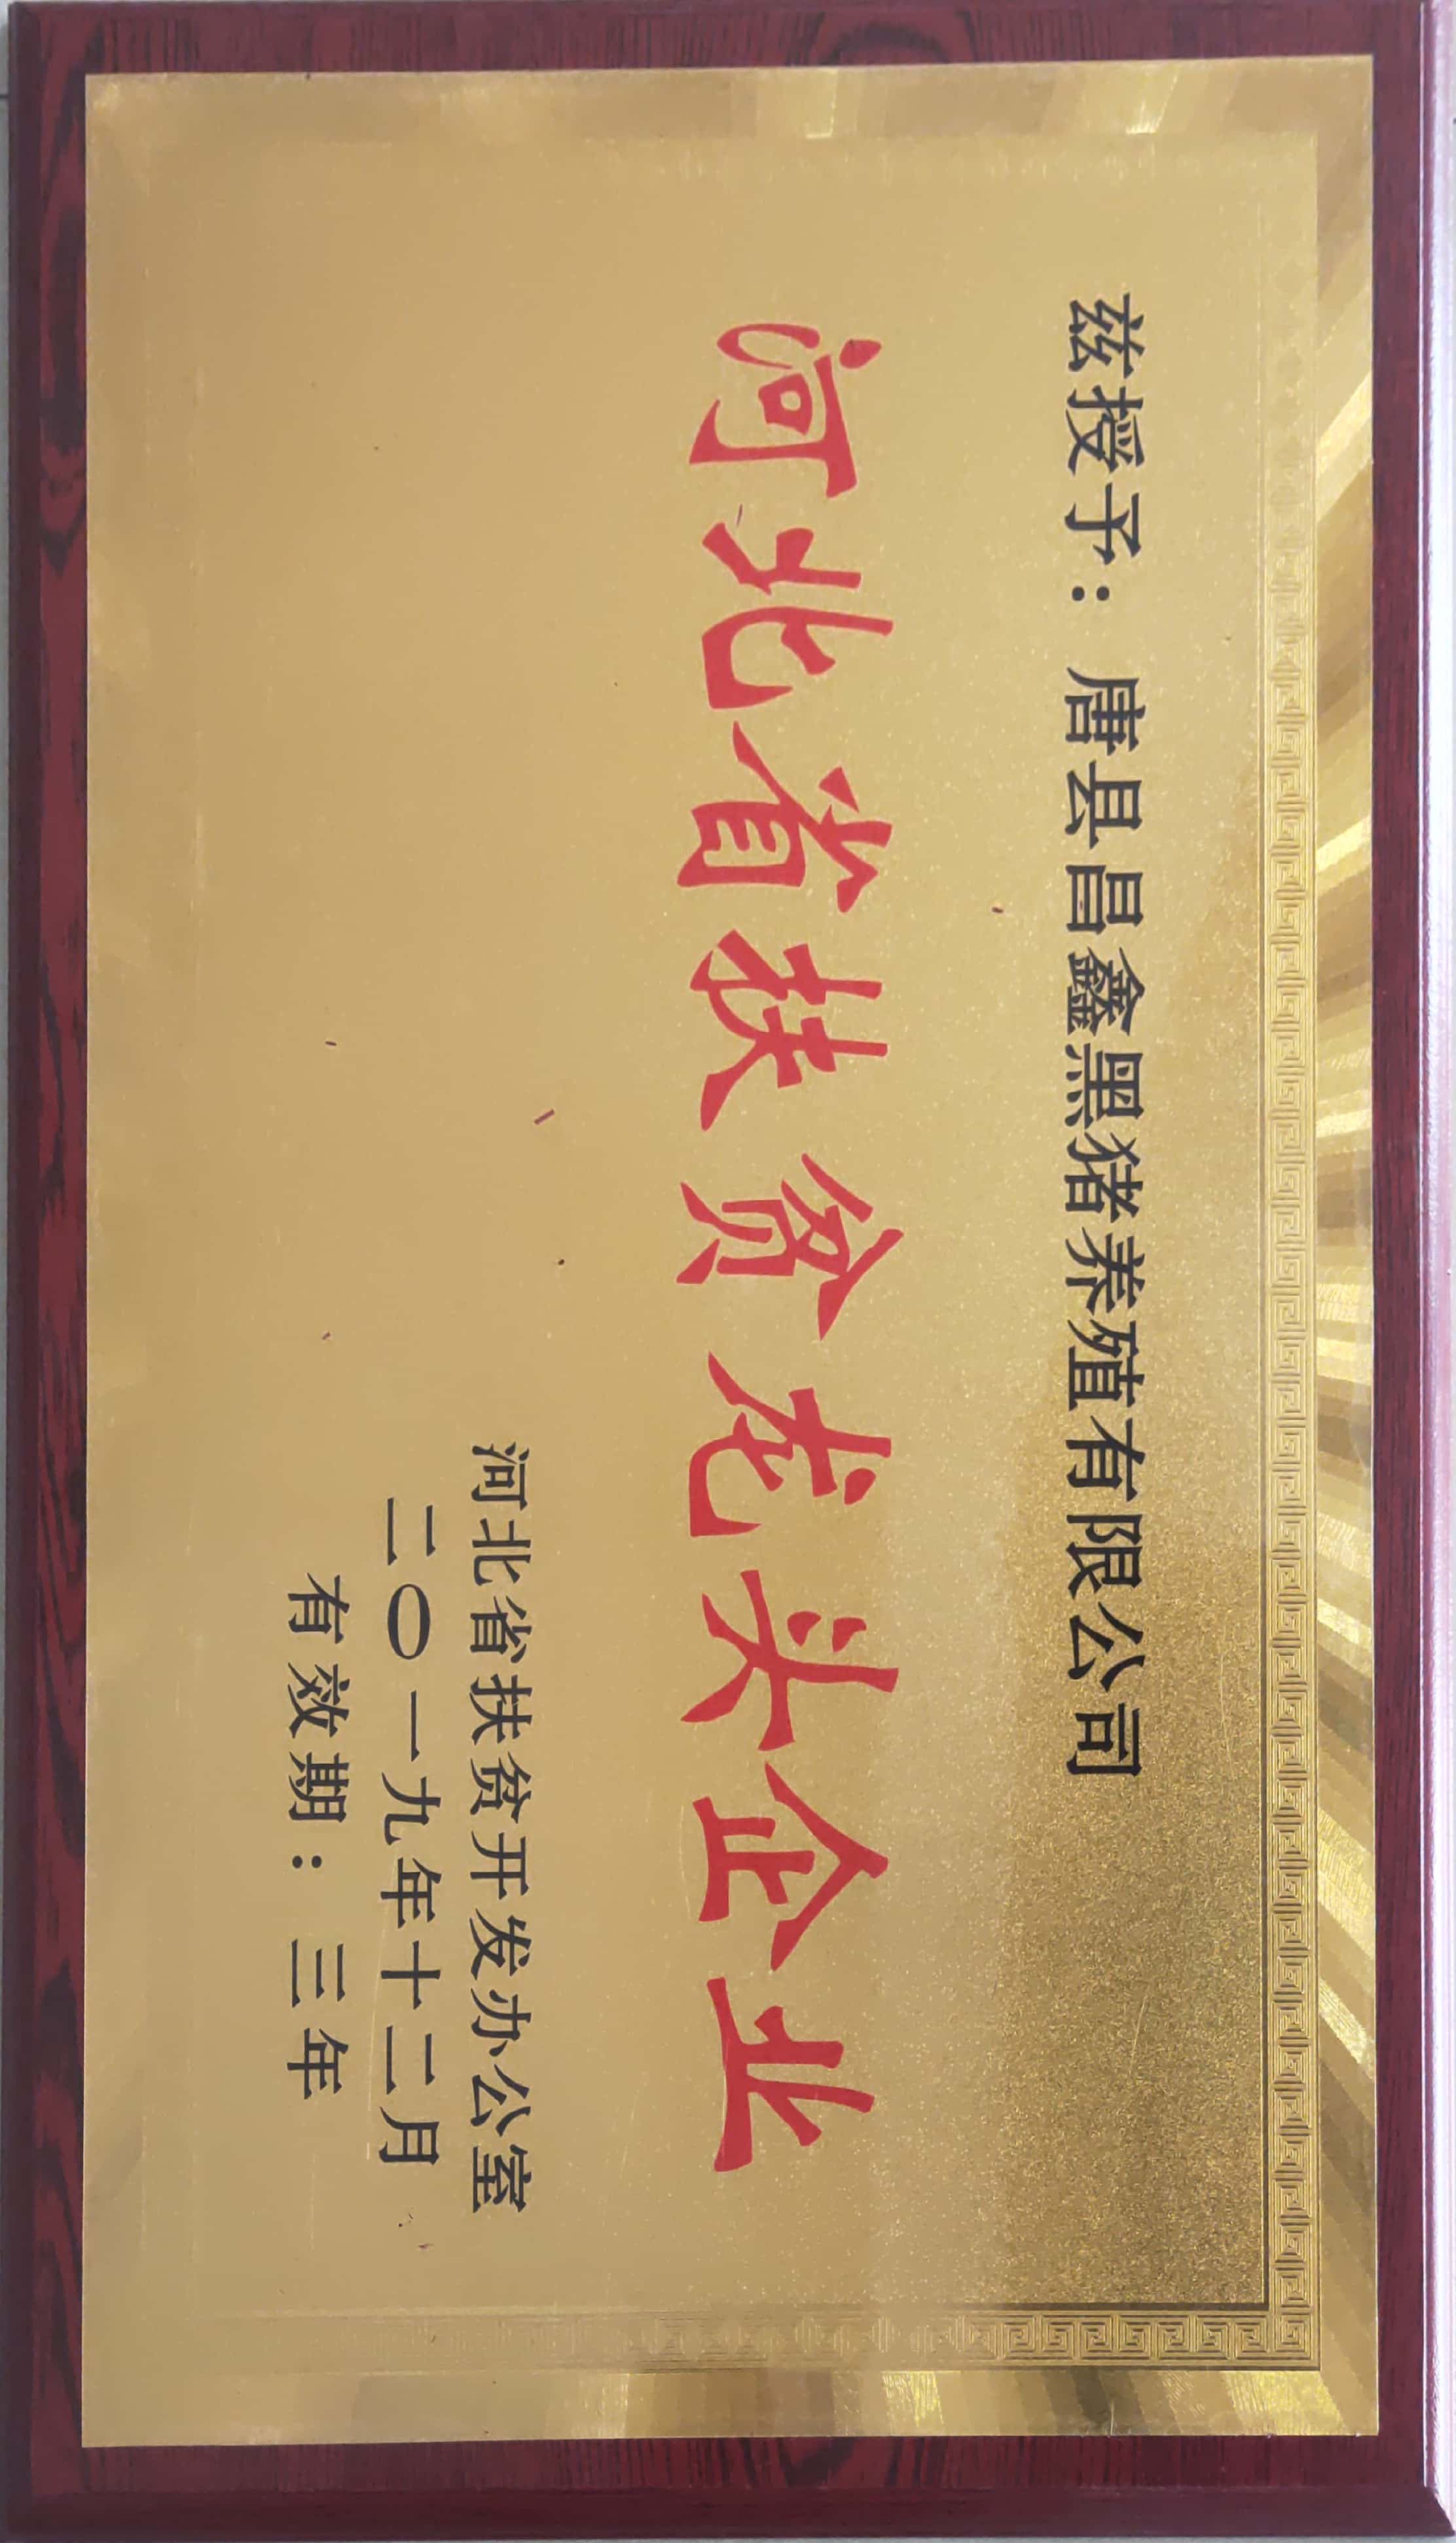 兹授予：唐县昌鑫黑猪养殖有限公司
河北省扶贫龙头企业
河北省扶贫开发办公室
二〇一九年十二月
有效期：三年